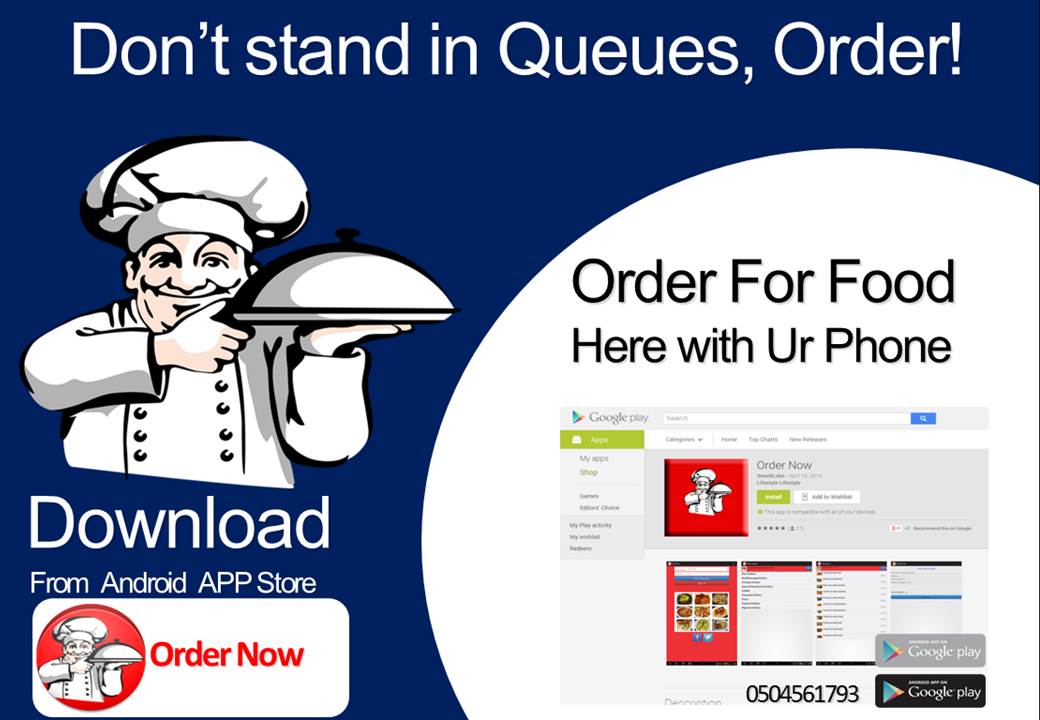 Don't stand in Queues, Order!
Order For Food
Here with Ur Phone
Download
From Android APP Store
Order Now
Google play
Search
Apps
Categories Home Top Charts New Releases
My apps
Shop
Games
Editors' Choice
My Play activity
My wishlist
Redeem
Order Now
- April 19, 2014
Lifestyle Lifestyle
Install
Add to Wishlist
This app is compatible with all of your devices.
+1 Recommend this on Google
ANDROID APP ON
Google play
Description
0504561793
ANDROID APP ON
Google play